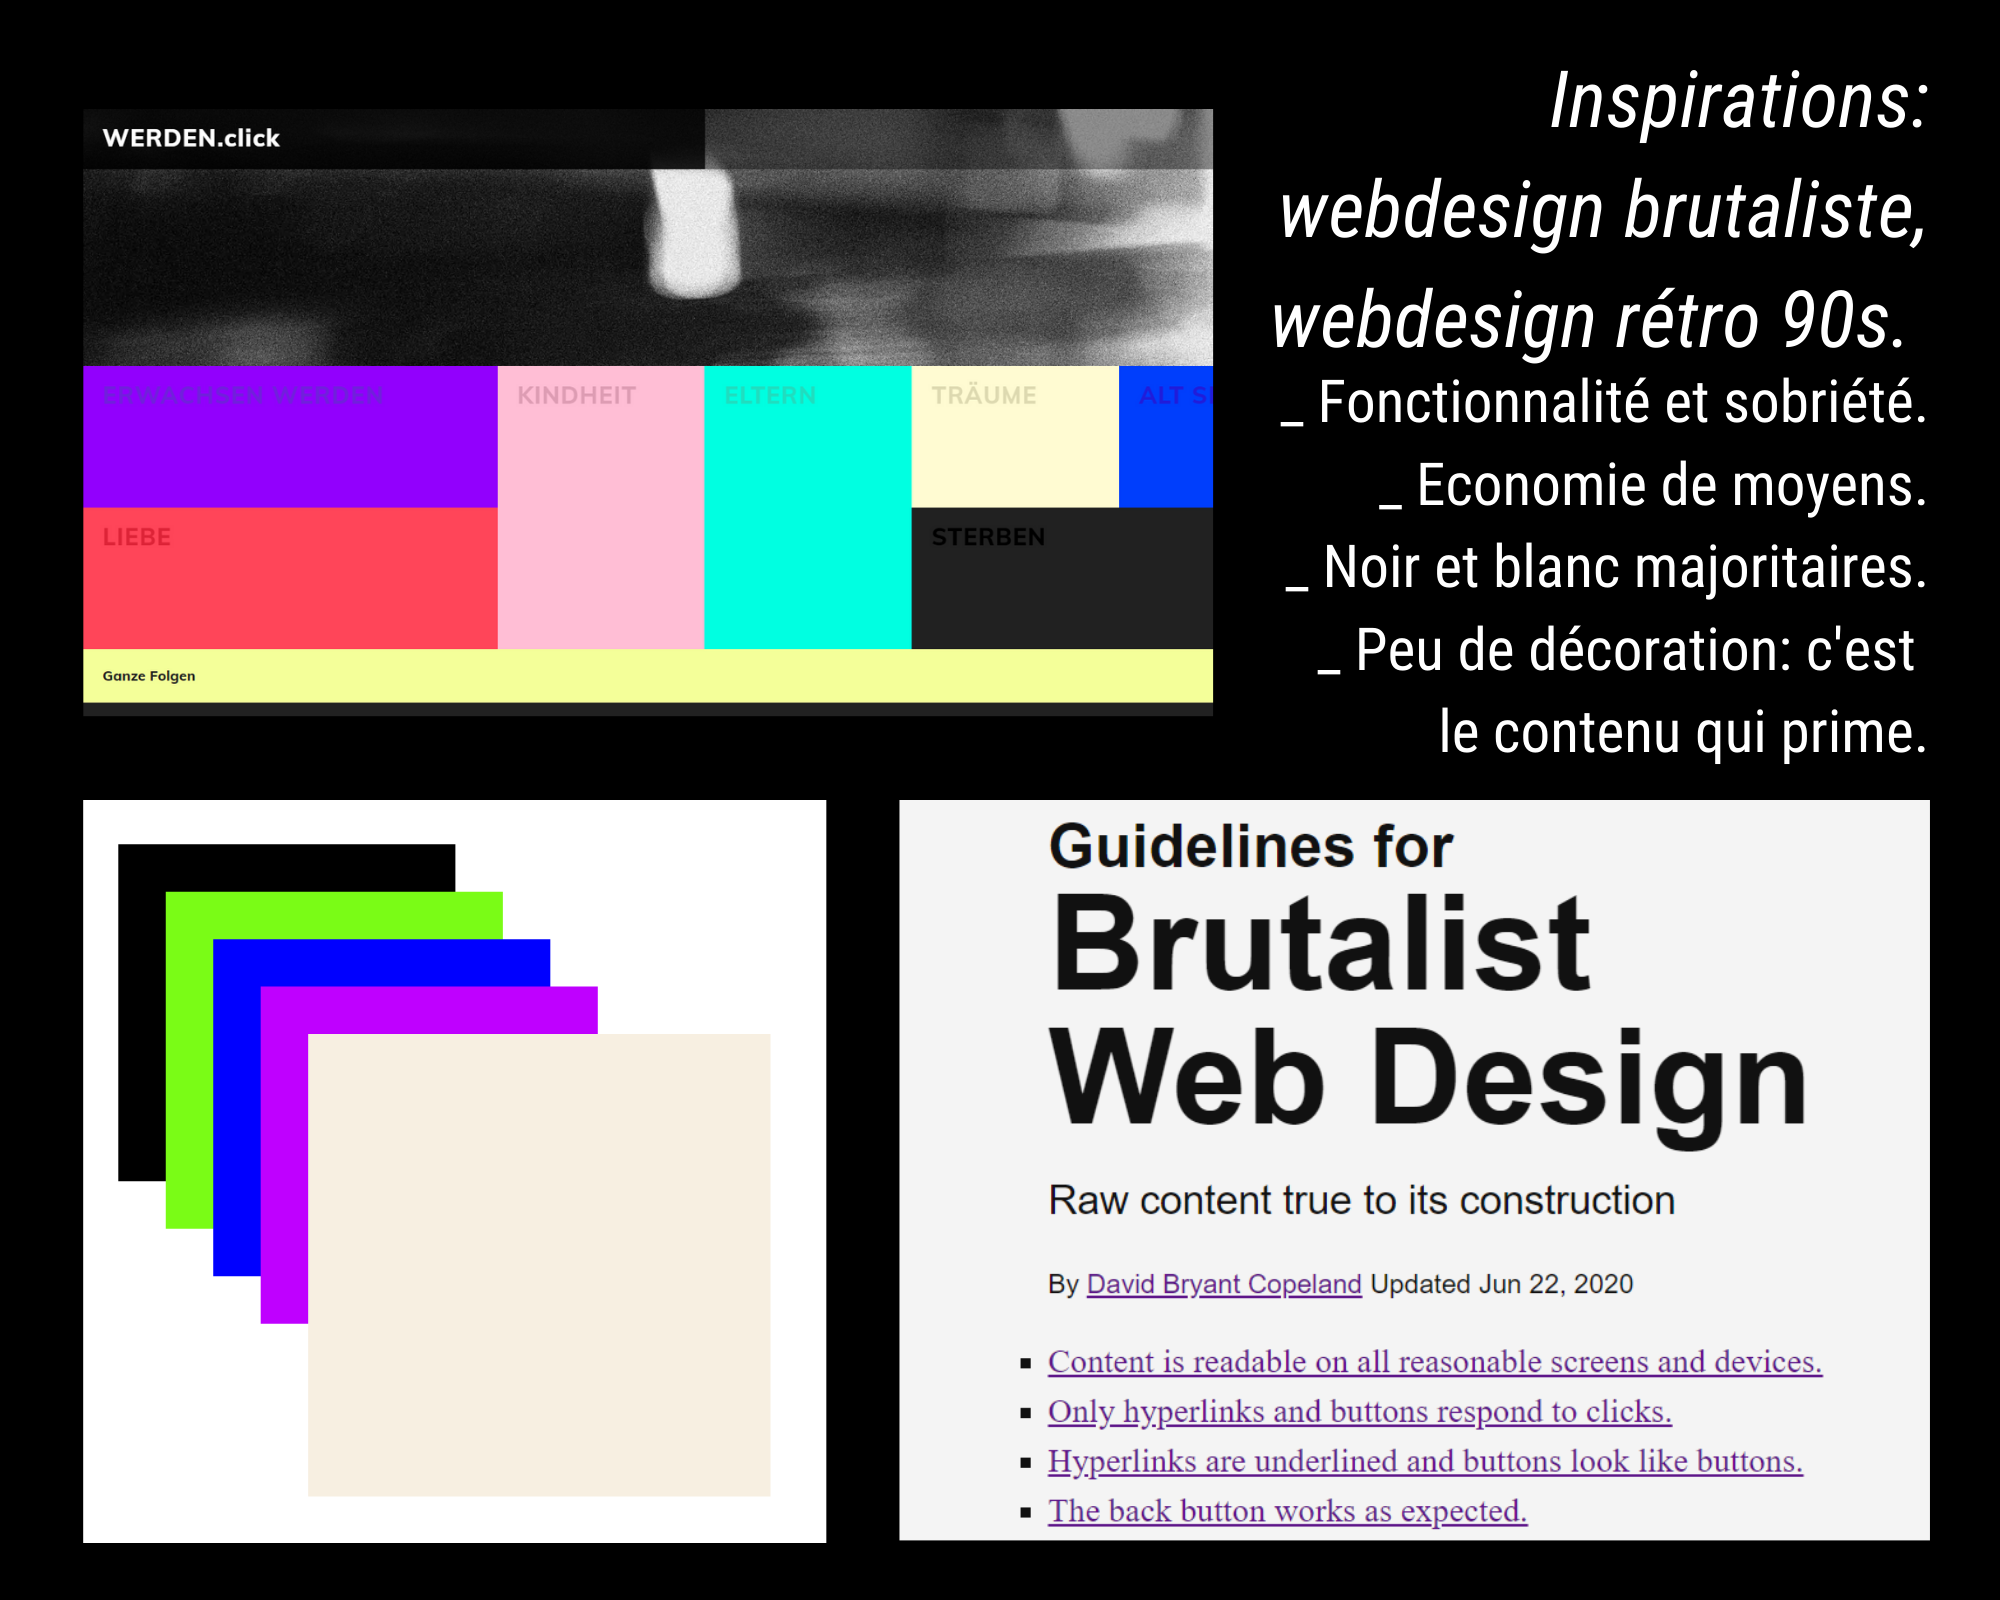 Inspirations:
webdesign brutaliste,
webdesign rétro 90s.
_ Fonctionnalité et sobriété.
_ Economie de moyens.
_ Noir et blanc majoritaires.
_ Peu de décoration: c'est
le contenu qui prime.
WERDEN.click
ERWACHSEN WERDEN
KINDHEIT
ELTERN
TRÄUME
ALT
LIEBE
STERBEN
Ganze Folgen
Guidelines for
Brutalist
Web Design
Raw content true to its construction
By David Bryant Copeland Updated Jun 22, 2020
Content is readable on all reasonable screens and devices.
Only hyperlinks and buttons respond to clicks.
Hyperlinks are underlined and buttons look like buttons.
The back button works as expected.